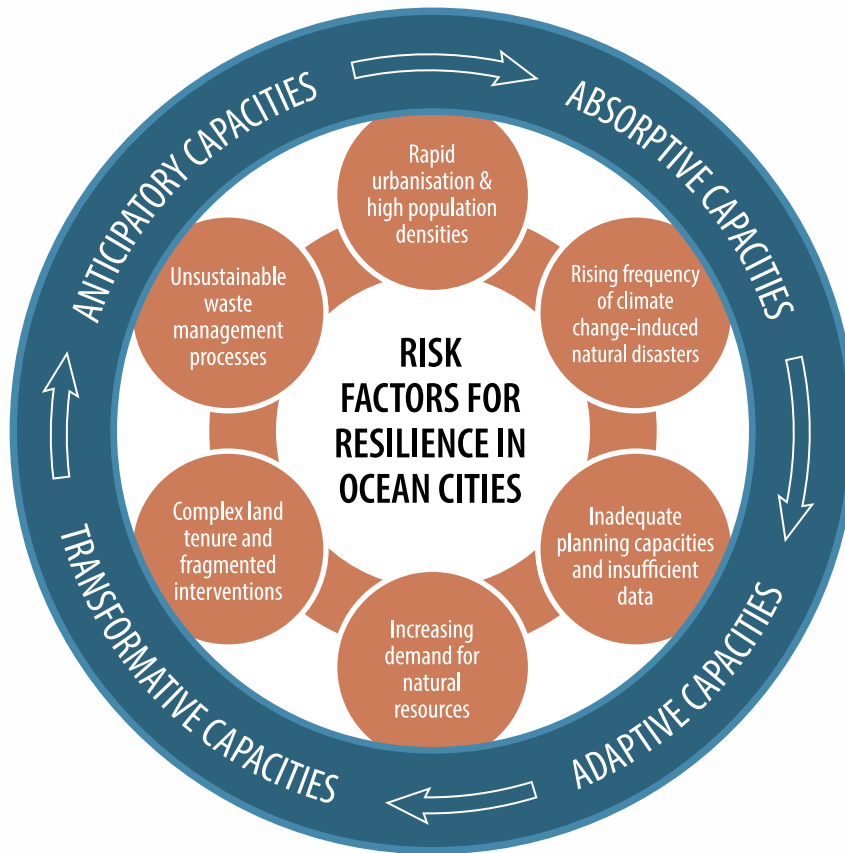 ANTICIPATORY CAPACITIES
ABSORPTIVE CAPACITIES
ADAPTIVE CAPACITIES
TRANSFORMATIVE CAPACITIES
RISK
FACTORS FOR
RESILIENCE IN
OCEAN CITIES
Rapid
urbanisation &
high population
densities
Rising frequency
of climate
change-induced
natural disasters
Inadequate
planning capacities
and insufficient
data
Increasing
demand for
natural
resources
Complex land
tenure and
fragmented
interventions
Unsustainable
waste
management
processes